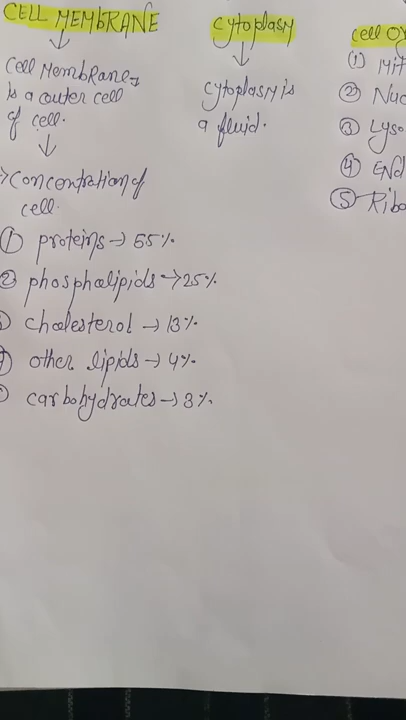 CELL MEMBRANE
Cell Membrane,
is a outer cell
of cell.
→Concentration of
cell.
① proteins → 55%
② phospholipids → 25%
cholesterol → 13%
other lipids → 4%
carbohydrates → 3%
Cytoplasm
Cytoplasm is
a fluid.
cell O
(1) Mit
② Nuc
③ Lyso
④ End
⑤ Ribo